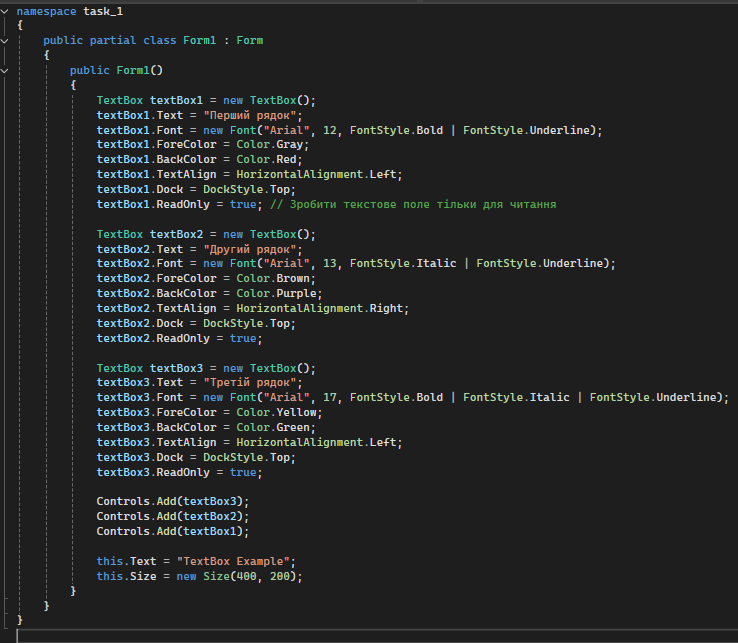 namespace task_1
{
public partial class Form1 : Form
{
public Form1()
{
TextBox textBox1 = new TextBox();
textBox1.Text = "Перший рядок";
textBox1.Font = new Font("Arial", 12, FontStyle.Bold | FontStyle.Underline);
textBox1.ForeColor = Color.Gray;
textBox1.BackColor = Color.Red;
textBox1.TextAlign = HorizontalAlignment.Left;
textBox1.Dock = DockStyle.Top;
textBox1.ReadOnly = true; // Зробити текстове поле тільки для читання
TextBox textBox2 = new TextBox();
textBox2.Text = "Другий рядок";
textBox2.Font = new Font("Arial", 13, FontStyle.Italic | FontStyle.Underline);
textBox2.ForeColor = Color.Brown;
textBox2.BackColor = Color.Purple;
textBox2.TextAlign = HorizontalAlignment.Right;
textBox2.Dock = DockStyle.Top;
textBox2.ReadOnly = true;
TextBox textBox3 = new TextBox();
textBox3.Text = "Третій рядок";
textBox3.Font = new Font("Arial", 17, FontStyle.Bold | FontStyle.Italic | FontStyle.Underline);
textBox3.ForeColor = Color.Yellow;
textBox3.BackColor = Color.Green;
textBox3.TextAlign = HorizontalAlignment.Left;
textBox3.Dock = DockStyle.Top;
textBox3.ReadOnly = true;
Controls.Add(textBox3);
Controls.Add(textBox2);
Controls.Add(textBox1);
this.Text = "TextBox Example";
this.Size = new Size(400, 200);
}
}
}